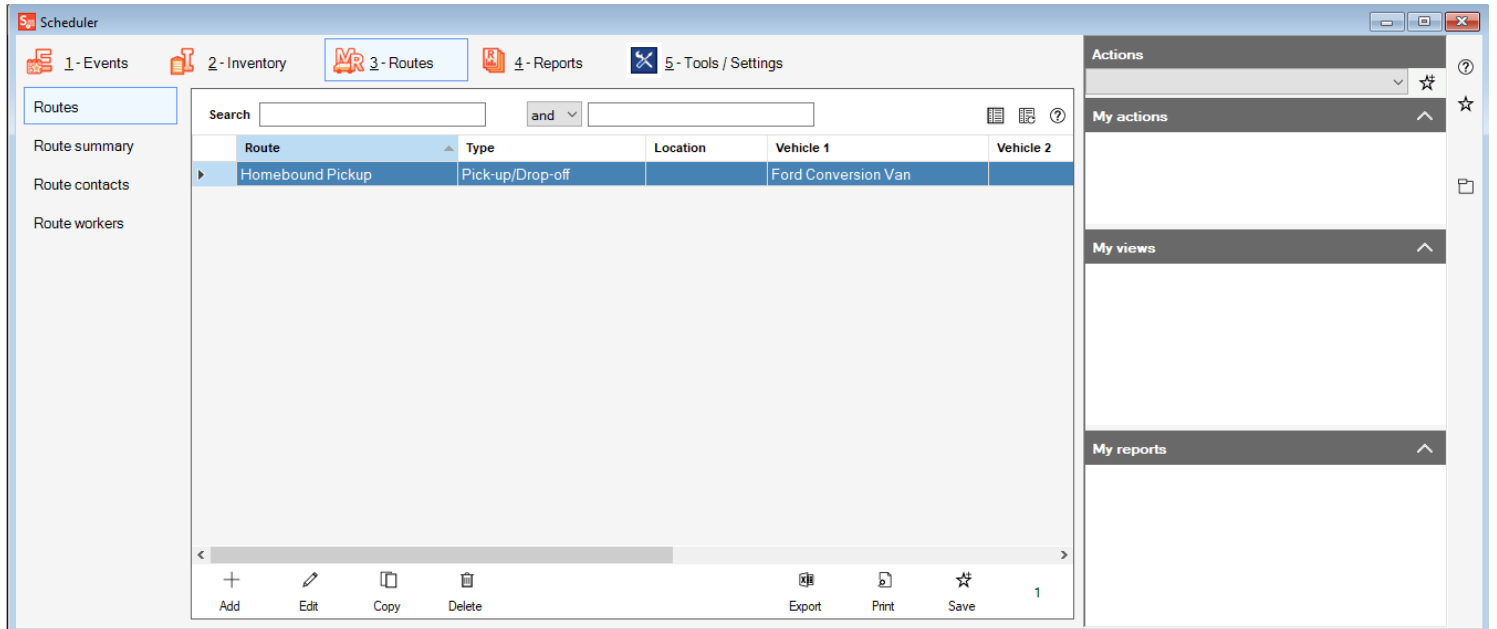 Scheduler
1 - Events 2 - Inventory 3 - Routes 4 - Reports 5 - Tools / Settings
Routes
Route summary
Route contacts
Route workers
Search and
Route Type Location Vehicle 1 Vehicle 2
Homebound Pickup Pick-up/Drop-off Ford Conversion Van
Add Edit Copy Delete Export Print Save 1
Actions
My actions
My views
My reports